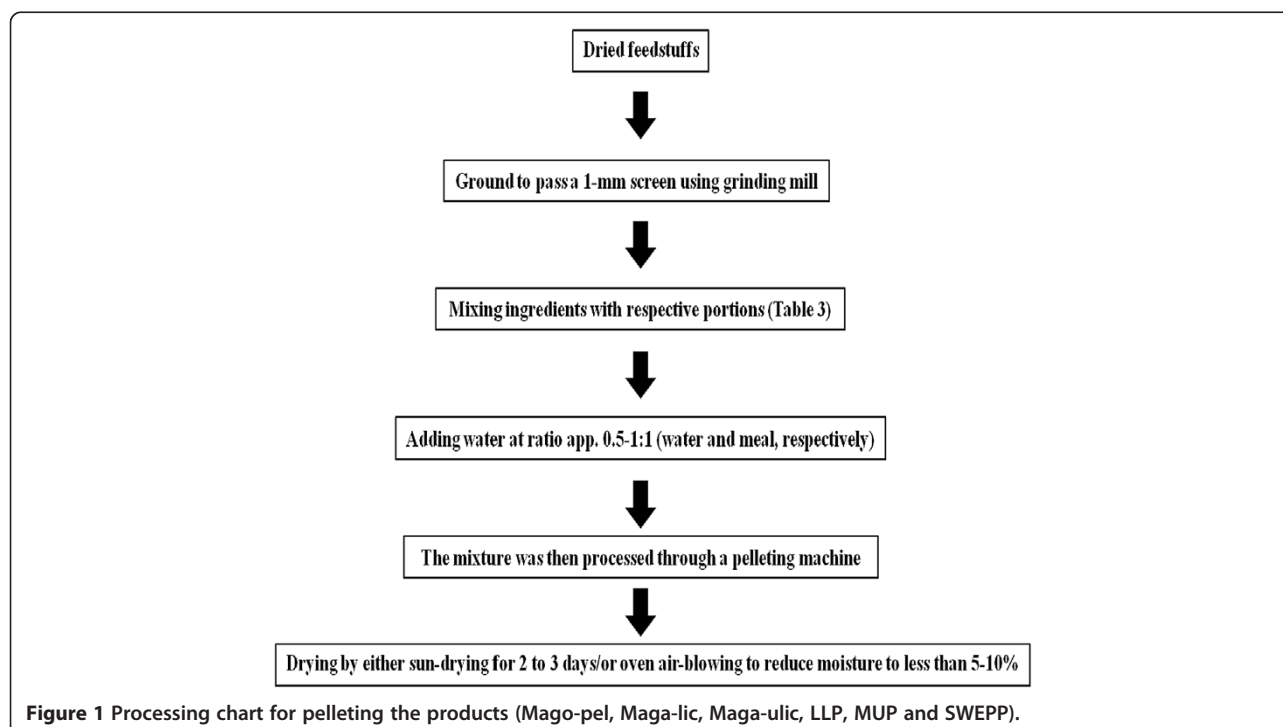 Dried feedstuffs
Ground to pass a 1-mm screen using grinding mill
Mixing ingredients with respective portions (Table 3)
Adding water at ratio app. 0.5-1:1 (water and meal, respectively)
The mixture was then processed through a pelleting machine
Drying by either sun-drying for 2 to 3 days/or oven air-blowing to reduce moisture to less than 5-10%
Figure 1 Processing chart for pelleting the products (Mago-pel, Maga-lic, Maga-ulic, LLP, MUP and SWEPP).